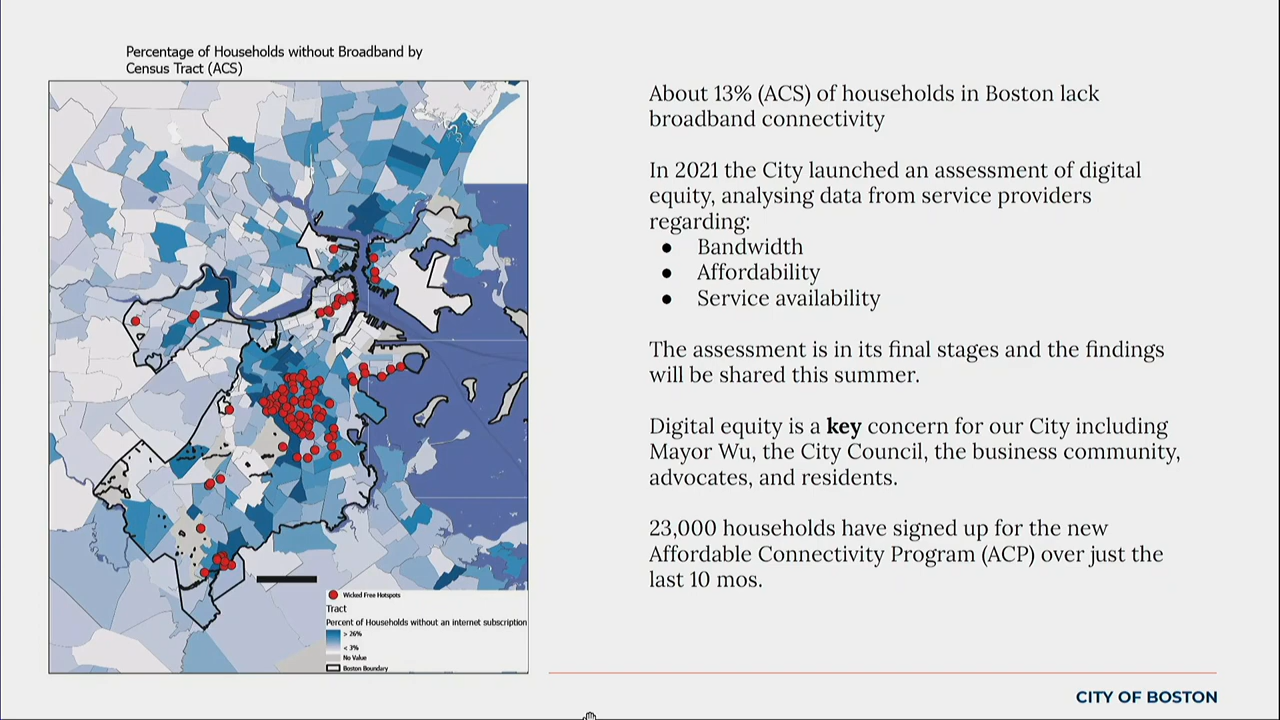 Percentage of Households without Broadband by
Census Tract (ACS)
Wicked Free Hotspots
Tract
Percent of Households without an internet subscription
> 26%
< 3%
No Value
Boston Boundary
About 13% (ACS) of households in Boston lack
broadband connectivity
In 2021 the City launched an assessment of digital
equity, analysing data from service providers
regarding:
● Bandwidth
● Affordability
● Service availability
The assessment is in its final stages and the findings
will be shared this summer.
Digital equity is a key concern for our City including
Mayor Wu, the City Council, the business community,
advocates, and residents.
23,000 households have signed up for the new
Affordable Connectivity Program (ACP) over just the
last 10 mos.
CITY OF BOSTON